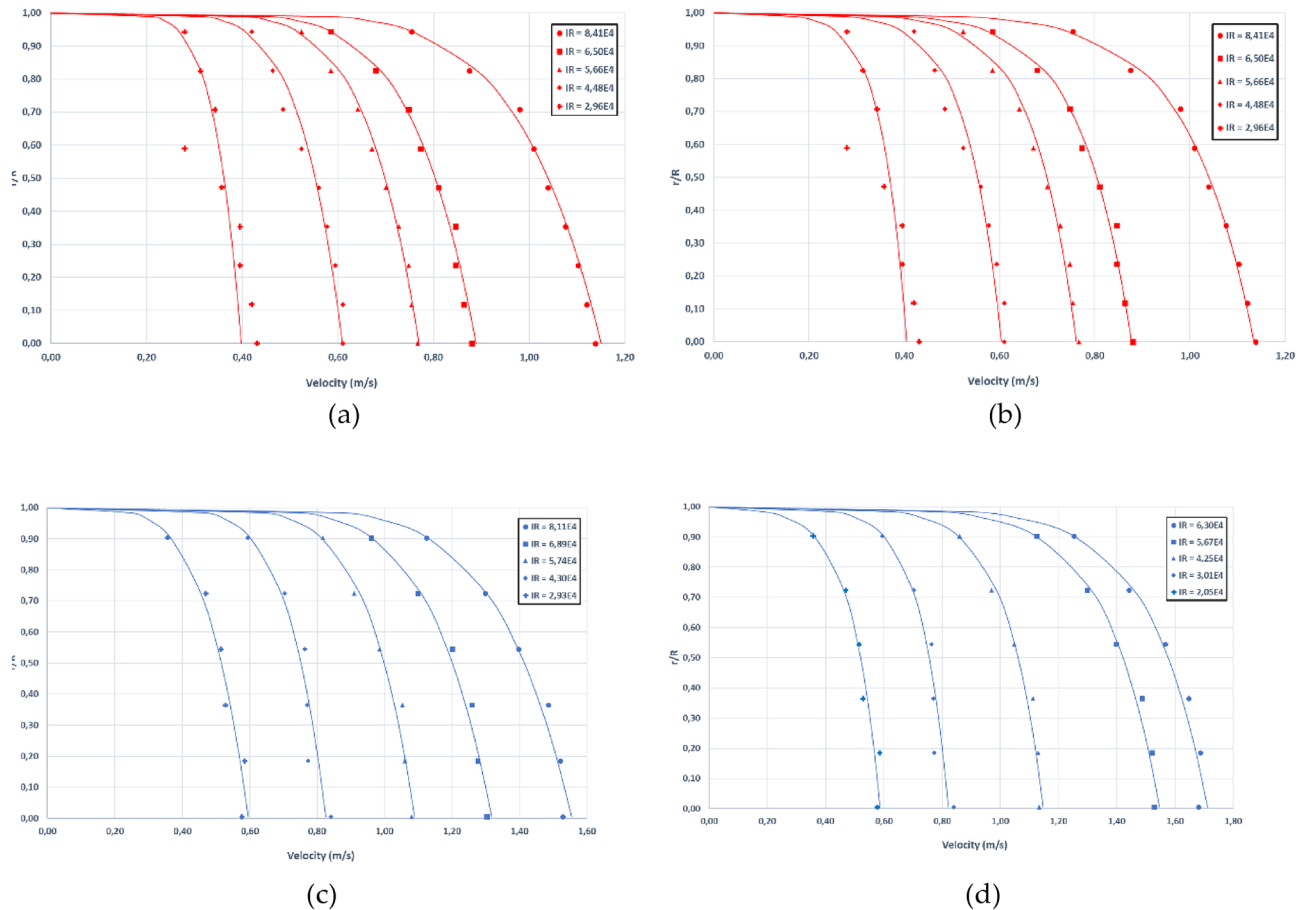 1,00
0,90
0,80
0,70
0,60
0,50
0,40
0,30
0,20
0,10
0,00
r/R
IR = 8,41E4
IR = 6,50E4
IR = 5,66E4
IR = 4,48E4
IR = 2,96E4
0,00 0,20 0,40 0,60 0,80 1,00 1,20
Velocity (m/s)
(a)
1,00
0,90
0,80
0,70
0,60
0,50
0,40
0,30
0,20
0,10
0,00
r/R
IR = 8,41E4
IR = 6,50E4
IR = 5,66E4
IR = 4,48E4
IR = 2,96E4
0,00 0,20 0,40 0,60 0,80 1,00 1,20
Velocity (m/s)
(b)
1,00
0,90
0,80
0,70
0,60
0,50
0,40
0,30
0,20
0,10
0,00
r/R
IR = 8,11E4
IR = 6,89E4
IR = 5,74E4
IR = 4,30E4
IR = 2,93E4
0,00 0,20 0,40 0,60 0,80 1,00 1,20 1,40 1,60
Velocity (m/s)
(c)
1,00
0,90
0,80
0,70
0,60
0,50
0,40
0,30
0,20
0,10
0,00
r/R
IR = 6,30E4
IR = 5,67E4
IR = 4,25E4
IR = 3,01E4
IR = 2,05E4
0,00 0,20 0,40 0,60 0,80 1,00 1,20 1,40 1,60 1,80
Velocity (m/s)
(d)